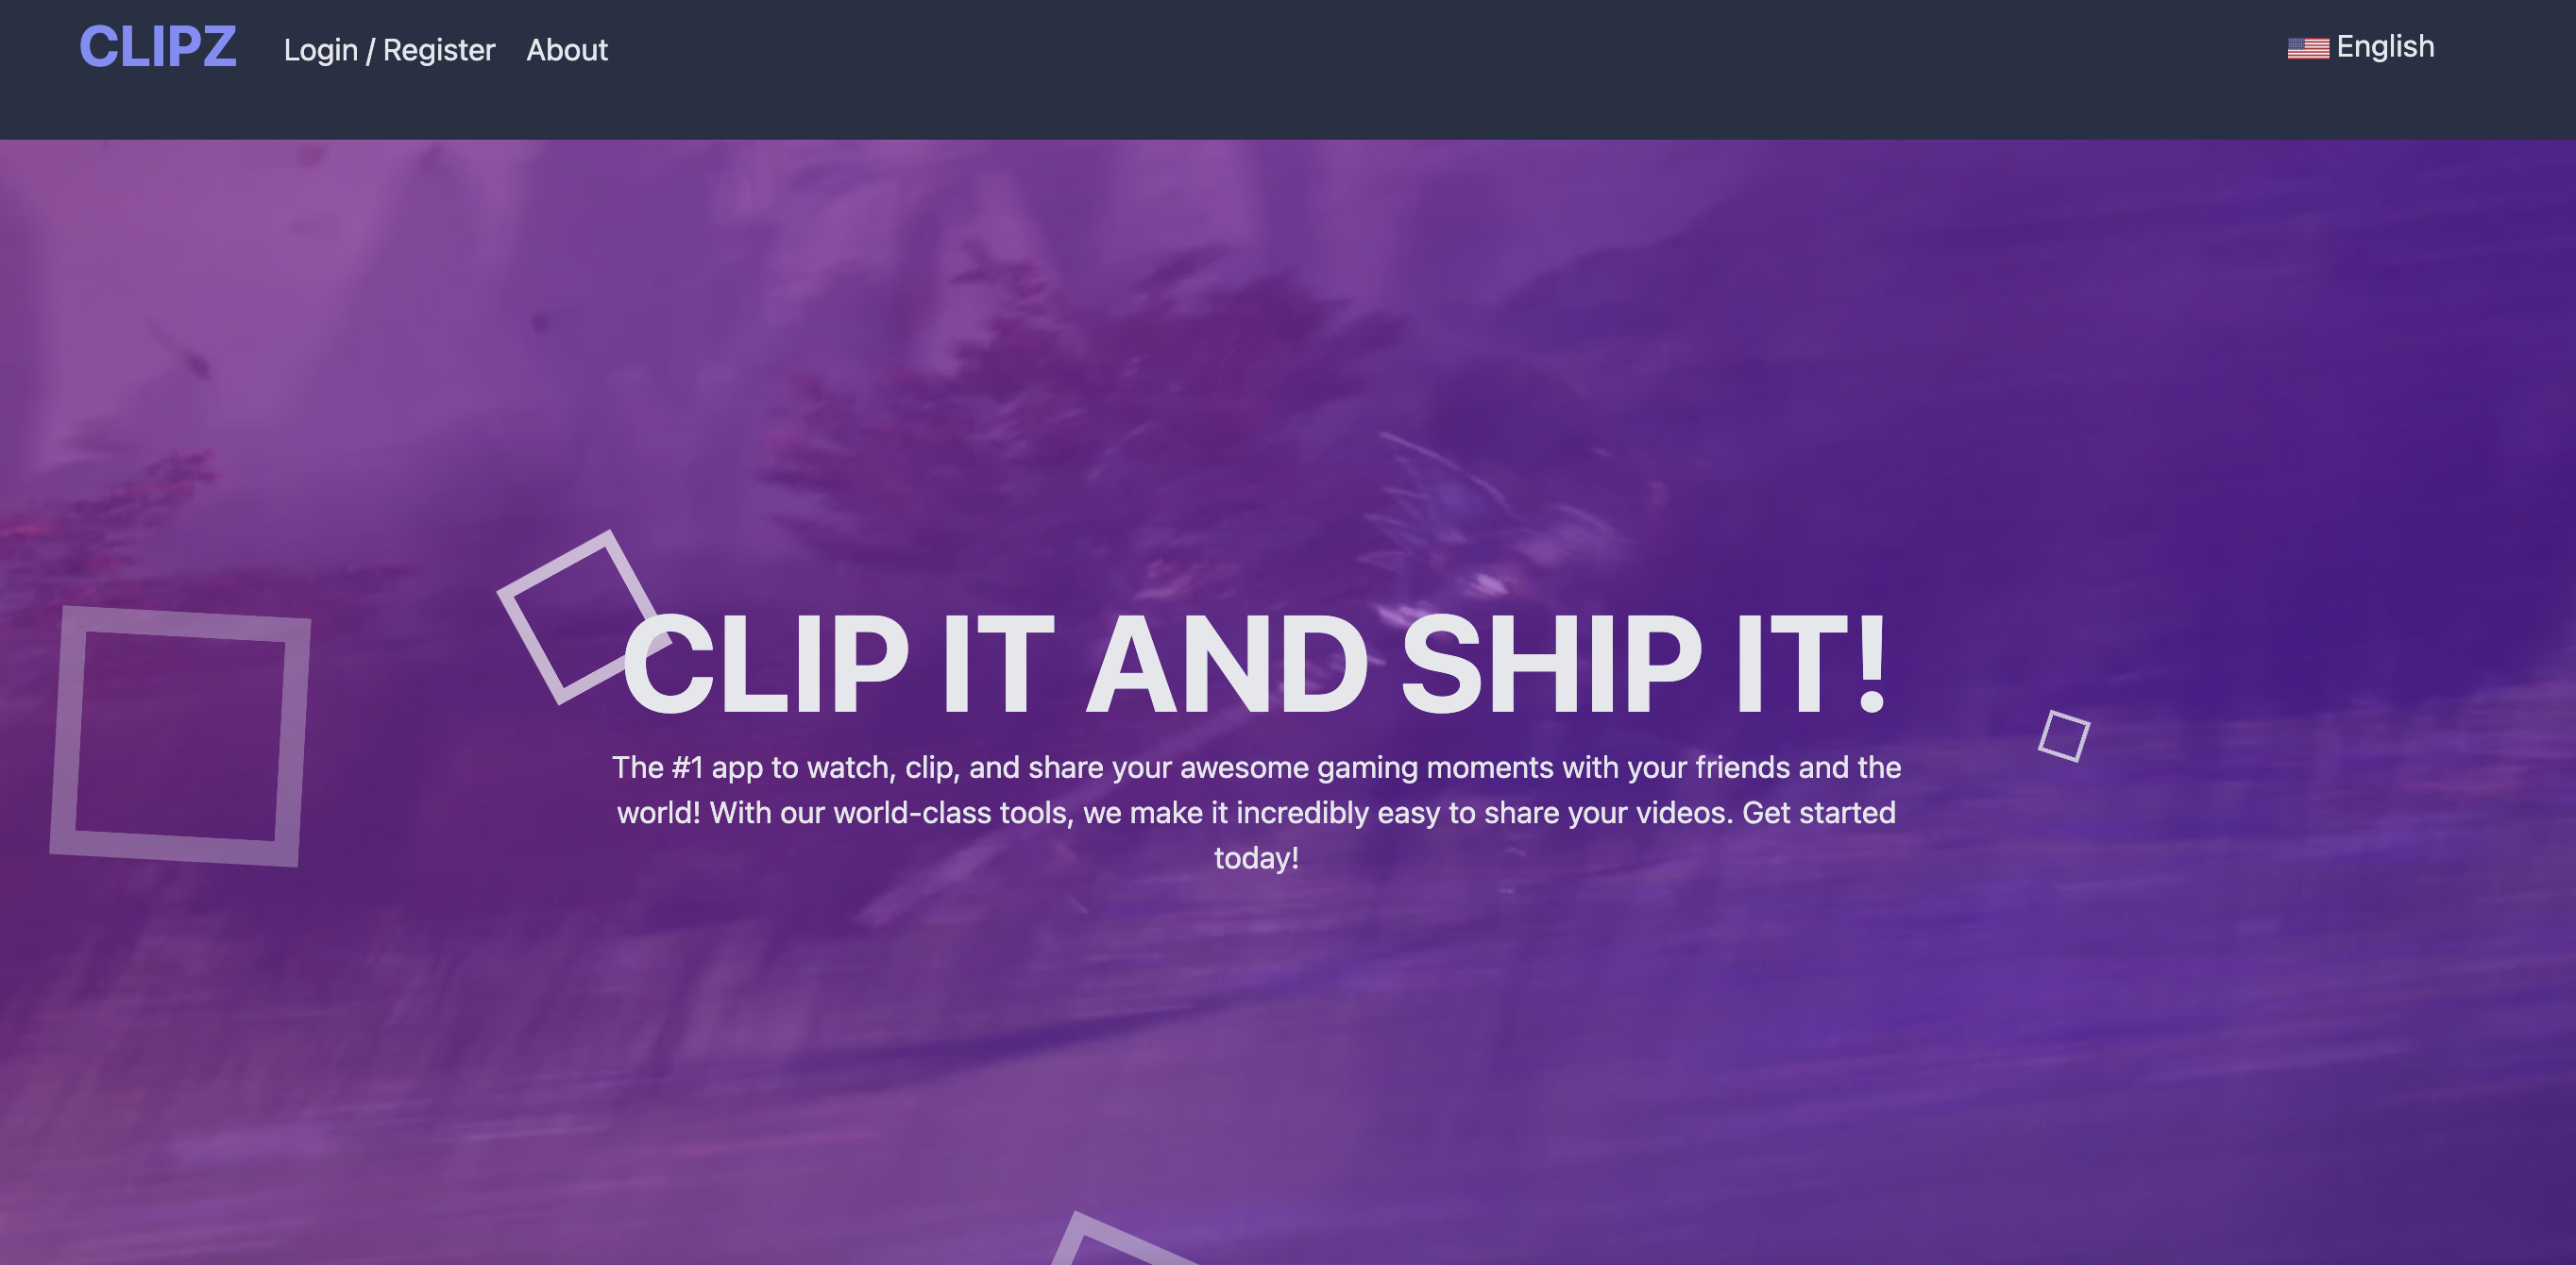 CLIPZ Login / Register About English
CLIP IT AND SHIP IT!
The #1 app to watch, clip, and share your awesome gaming moments with your friends and the
world! With our world-class tools, we make it incredibly easy to share your videos. Get started
today!